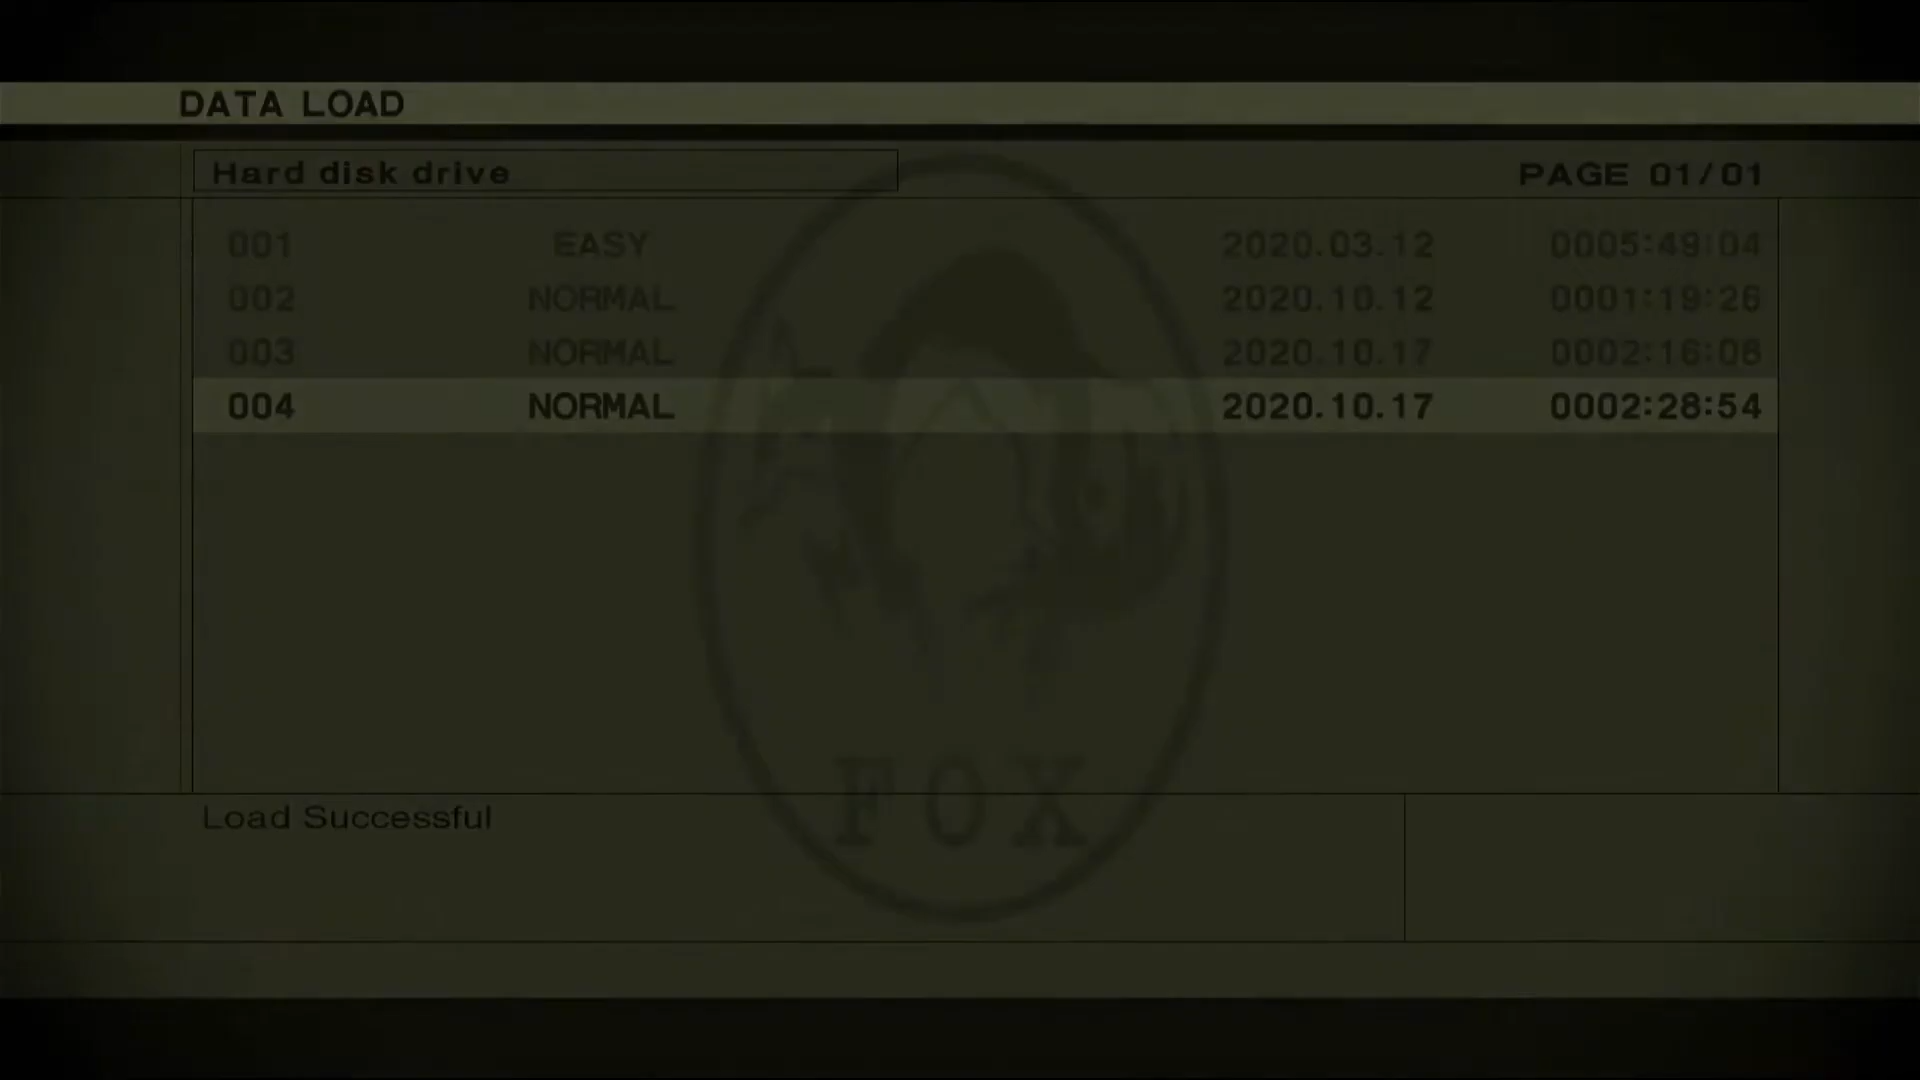 DATA LOAD
Hard disk drive PAGE 01/01
001 EASY 2020.03.12 0005:49:04
002 NORMAL 2020.10.12 0001:19:26
003 NORMAL 2020.10.17 0002:16:08
004 NORMAL 2020.10.17 0002:28:54
Load Successful
FOX